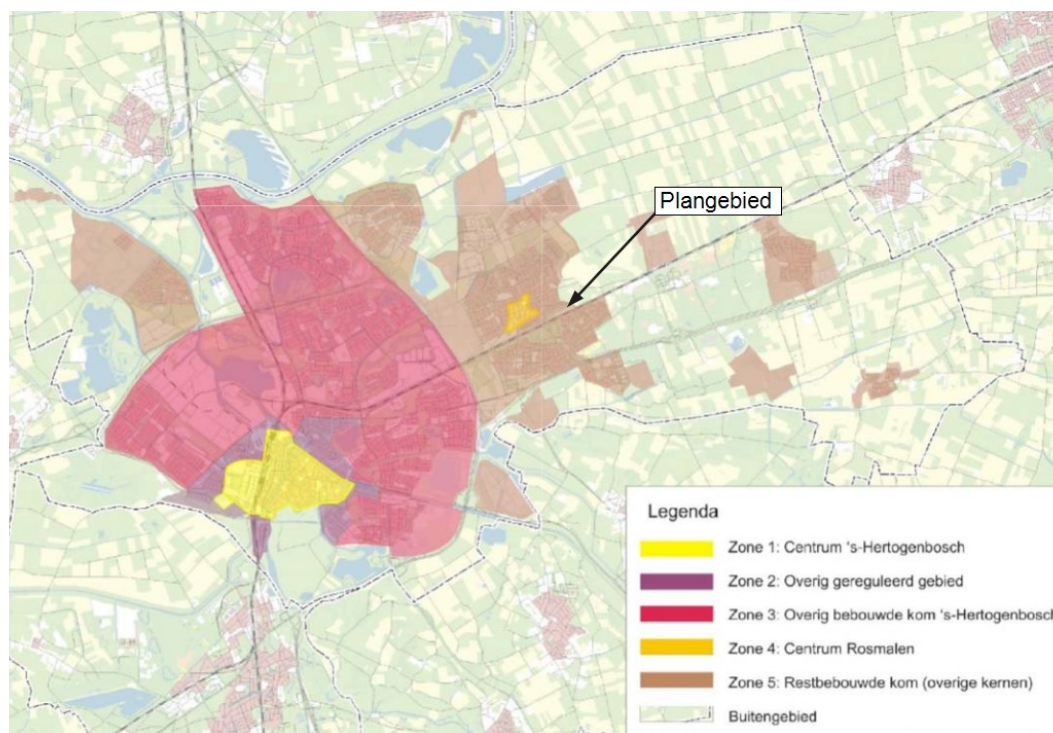 Plangebied
Legenda
Zone 1: Centrum 's-Hertogenbosch
Zone 2: Overig gereguleerd gebied
Zone 3: Overig bebouwde kom 's-Hertogenbosch
Zone 4: Centrum Rosmalen
Zone 5: Restbebouwde kom (overige kernen)
Buitengebied